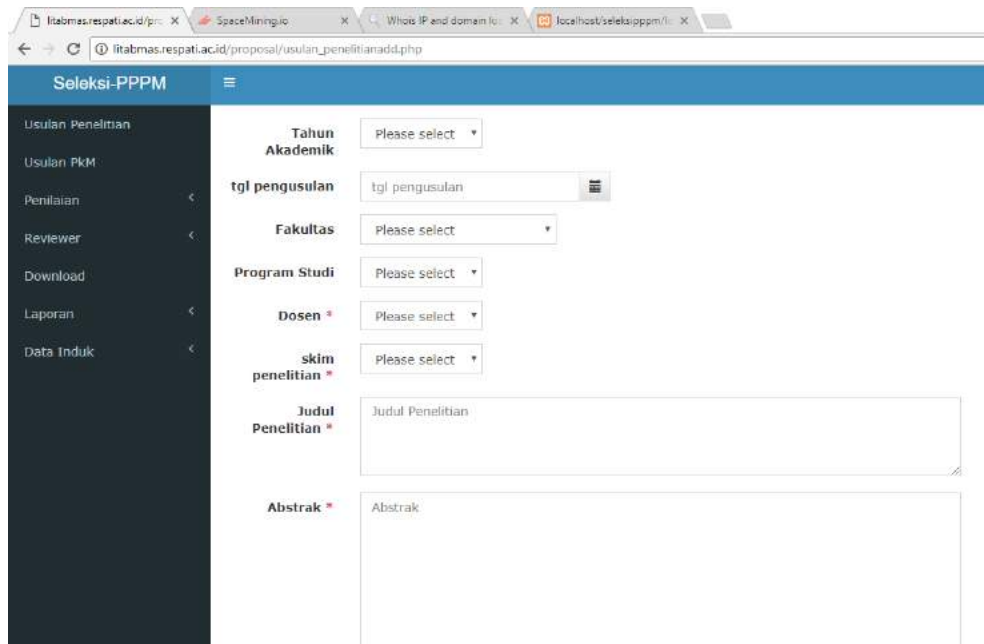 litabmas.respati.ac.id/pro
SpaceMining.io
Whois IP and domain lo
localhost/seleksipppm/li
litabmas.respati.ac.id/proposal/usulan_penelitianadd.php
Seleksi-PPPM
Usulan Penelitian
Usulan PkM
Penilaian
Reviewer
Download
Laporan
Data Induk
Tahun
Akademik
Please select
tgl pengusulan
tgl pengusulan
Fakultas
Please select
Program Studi
Please select
Dosen *
Please select
skim
penelitian *
Please select
Judul
Penelitian *
Judul Penelitian
Abstrak *
Abstrak